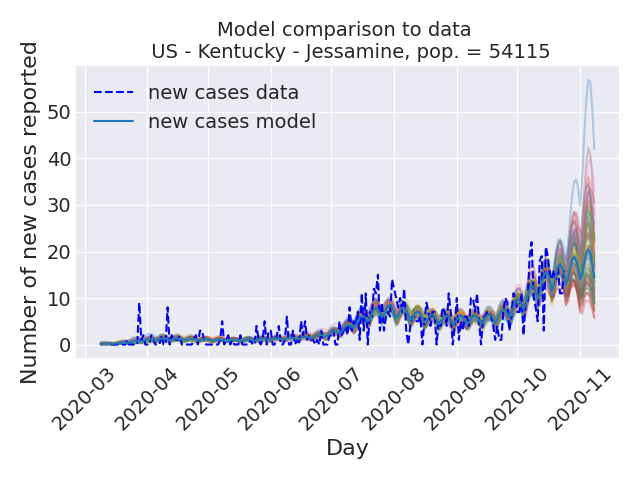 Model comparison to data
US - Kentucky - Jessamine, pop. = 54115
new cases data
new cases model
Number of new cases reported
50
40
30
20
10
0
2020-03
2020-04
2020-05
2020-06
2020-07
2020-08
2020-09
2020-10
2020-11
Day